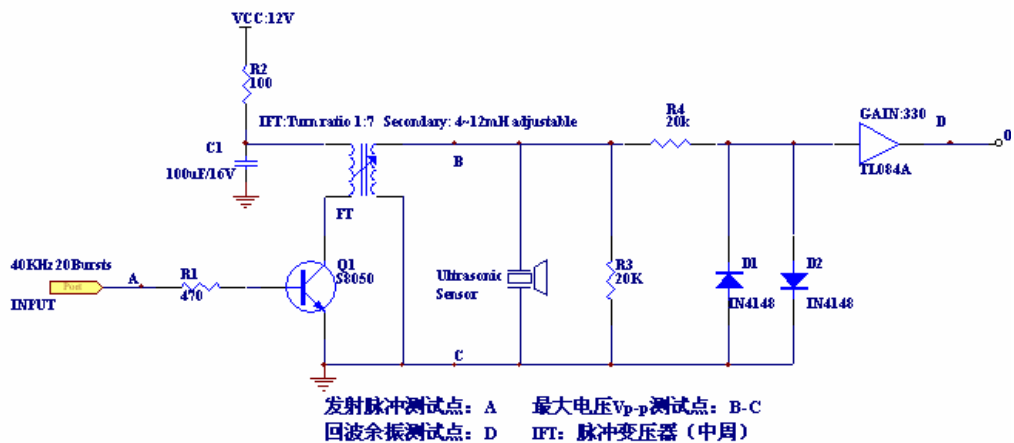 VCC:12V
R2
100
IFT:Turn ratio 1:7 Secondary: 4~12mH adjustable
R4
20k
GAIN:330
D
0
C1
100uF/16V
B
TL084A
FT
40KHz 20Bursts
A
R1
470
Port
INPUT
Q1
S8050
Ultrasonic
Sensor
R3
20K
D1
IN4148
D2
IN4148
C
发射脉冲测试点：A 最大电压Vp-p测试点：B-C
回波余振测试点：D IFT：脉冲变压器（中周）